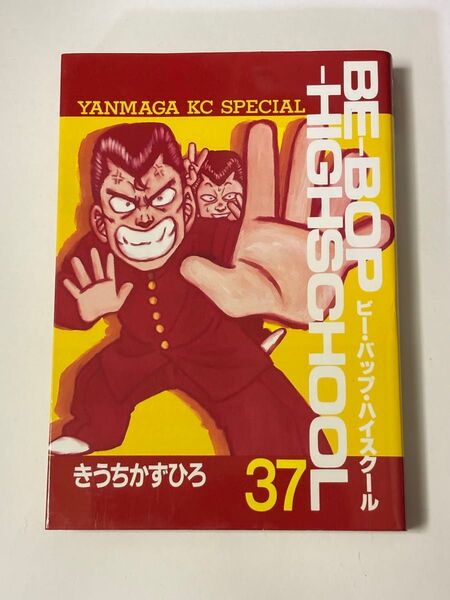 YANMAGA KC SPECIAL
BE-BOP
-HIGHSCHOOL
ビー・バップ・ハイスクール
きうちかずひろ
37